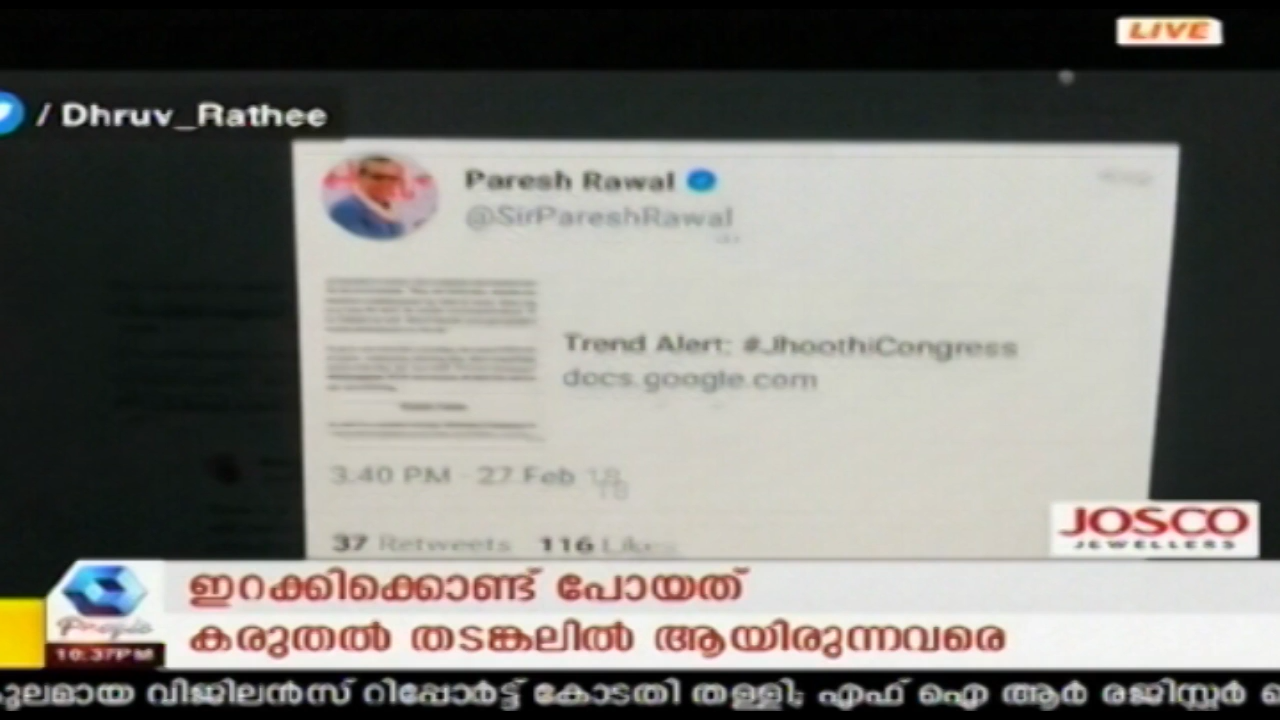 LIVE
/ Dhruv_Rathee
Paresh Rawal
@SirPareshRawal
Trend Alert: #JhoothiCongress
docs.google.com
3.40 PM · 27 Feb 18
37 Retweets 116 Likes
JOSCO
JEWELLERS
ഇറക്കിക്കൊണ്ട് പോയത്
കരുതൽ തടങ്കലിൽ ആയിരുന്നവരെ
People
10:37PM
വിജിലൻസ് റിപ്പോർട്ട് കോടതി തള്ളി; എഫ് ഐ ആർ രജിസ്റ്റർ